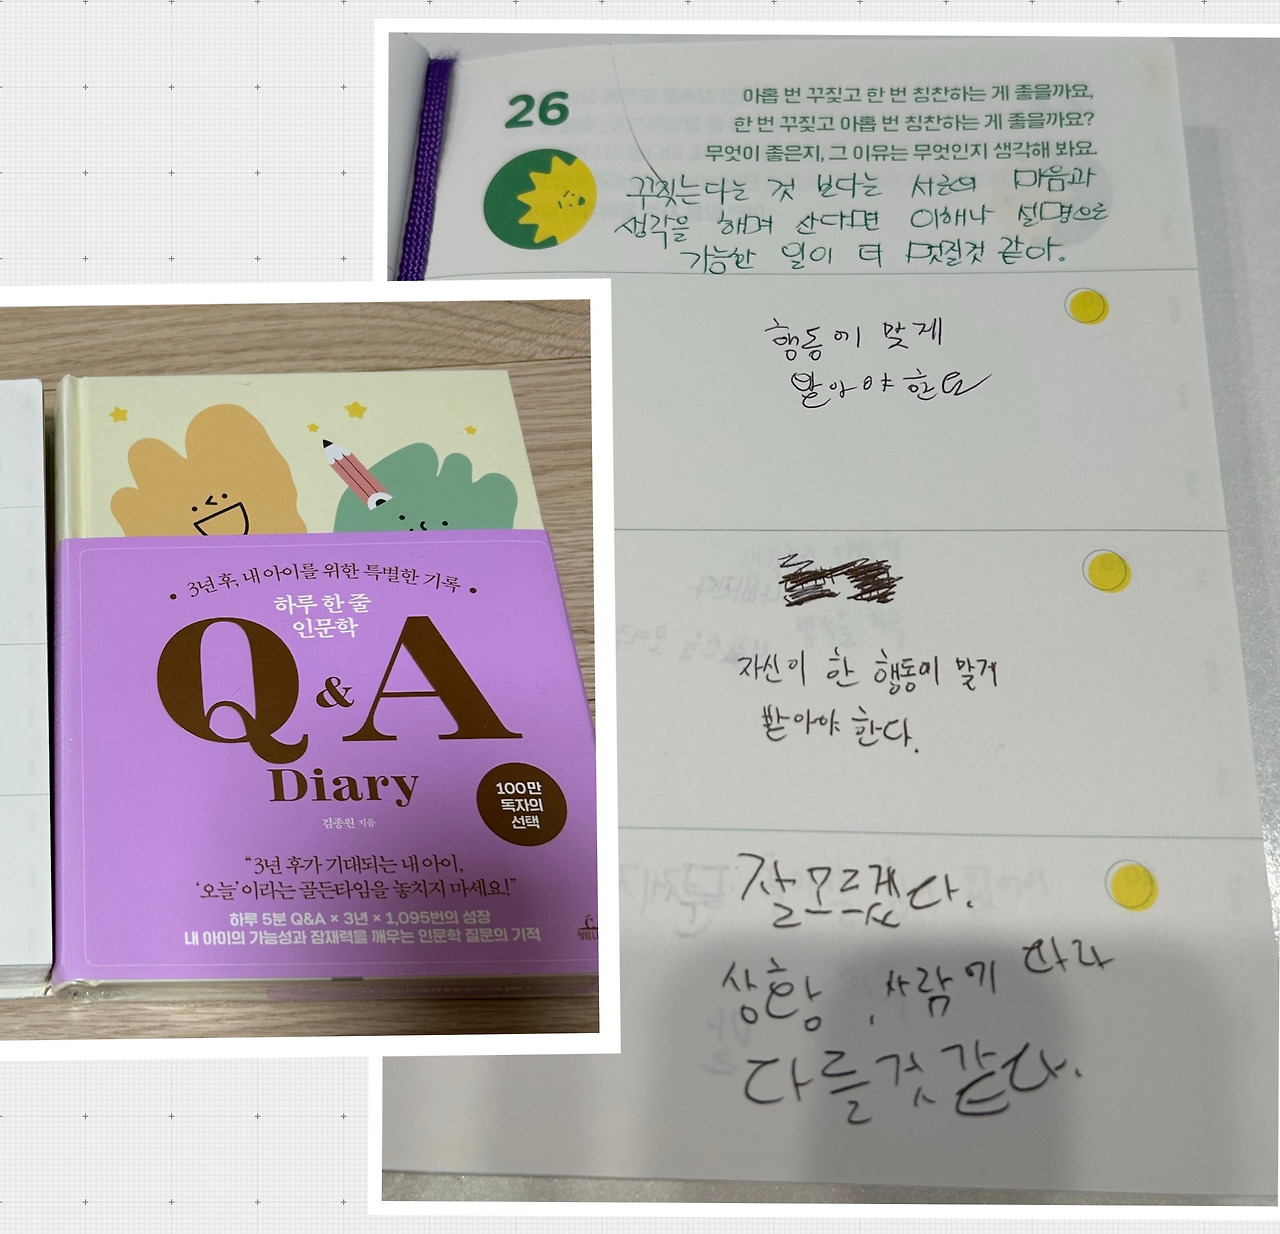 3년 후, 내 아이를 위한 특별한 기록
하루 한 줄
인문학
Q & A
Diary
김종원 지음
100만
독자의
선택
“3년 후가 기대되는 내 아이,
‘오늘’이라는 골든타임을 놓치지 마세요!”
하루 5분 Q&A × 3년 × 1,095번의 성장
내 아이의 가능성과 잠재력을 깨우는 인문학 질문의 기적
26
아홉 번 꾸짖고 한 번 칭찬하는 게 좋을까요,
한 번 꾸짖고 아홉 번 칭찬하는 게 좋을까요?
무엇이 좋은지, 그 이유는 무엇인지 생각해 봐요.
꾸짖는다는 것 보다는 서로의 마음과
생각을 해며 산다면 이해나 설명으로
가능한 일이 더 멋질것 같아.
행동에 맞게
받아야 한
자신이 한 행동이 맞게
받아야 한다.
잘모르겠다.
상황, 사람에 따라
다를것 같다.